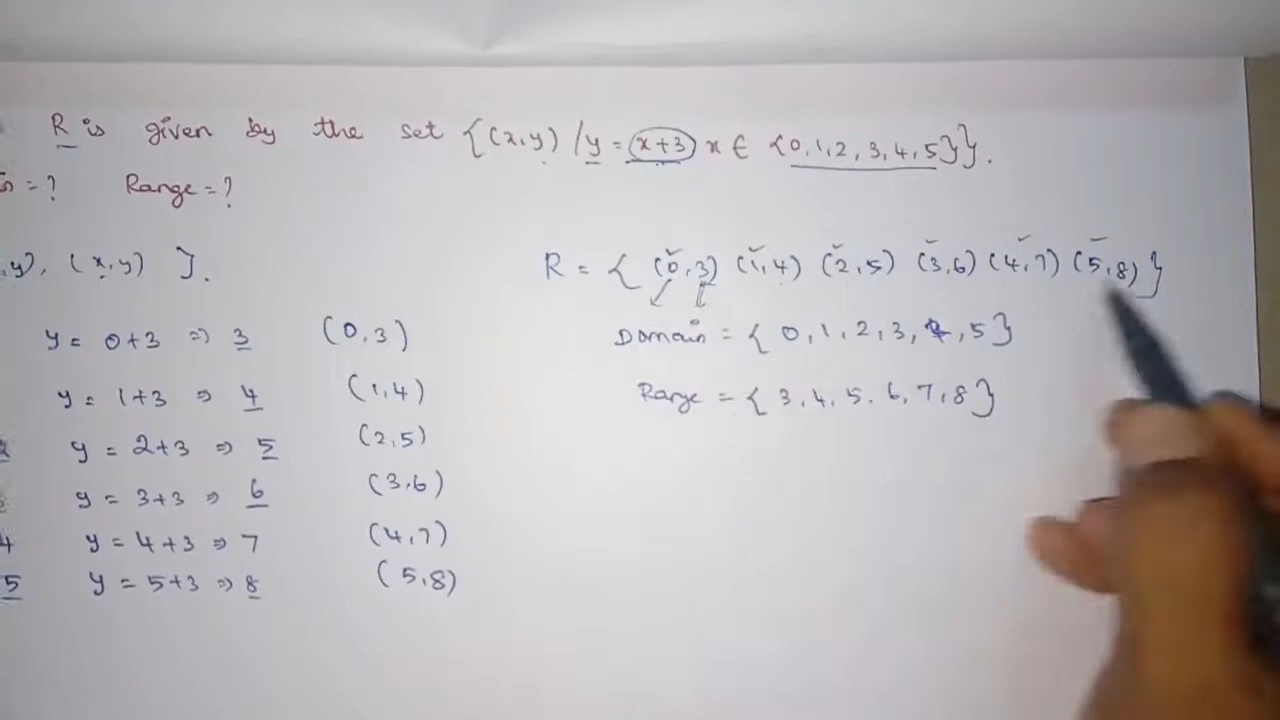 R is given by the set {(x,y) / y = x+3 x ∈ {0,1,2,3,4,5}}.
= ? Range = ?
,y), (x,y) }.
R = { (0,3) (1,4) (2,5) (3,6) (4,7) (5,8) }
y = 0+3 ⇒ 3 (0,3)
Domain = { 0,1,2,3,4,5}
y = 1+3 ⇒ 4 (1,4)
Range = { 3,4,5.6,7,8}
y = 2+3 ⇒ 5 (2,5)
y = 3+3 ⇒ 6 (3,6)
4 y = 4+3 ⇒ 7 (4,7)
5 y = 5+3 ⇒ 8 (5,8)